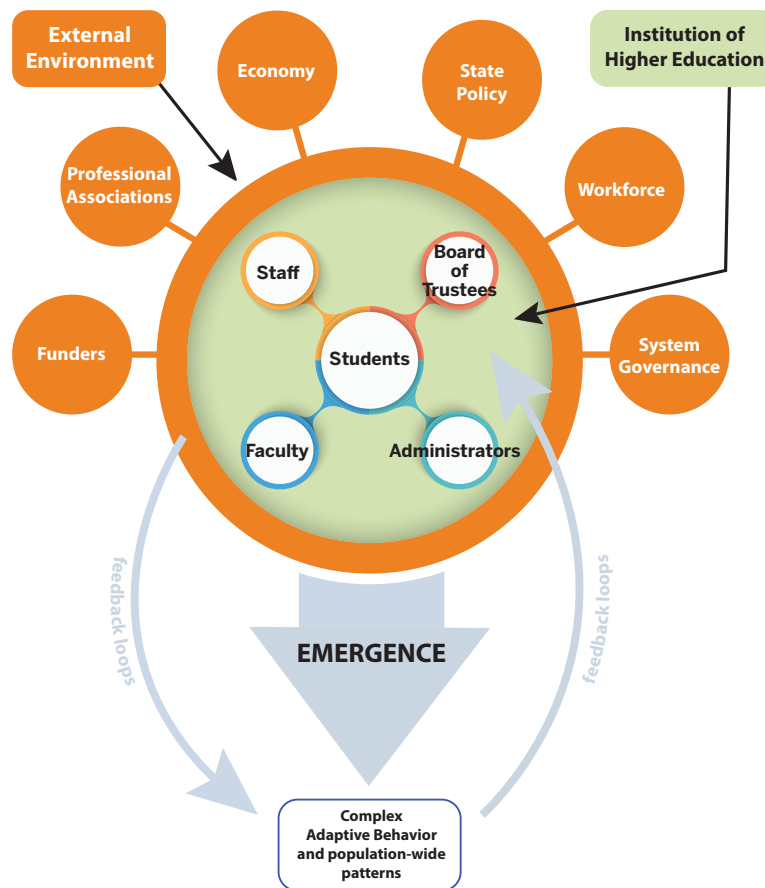 External
Environment
Institution of
Higher Education
Economy
State
Policy
Professional
Associations
Workforce
Funders
System
Governance
Staff
Board
of
Trustees
Students
Faculty
Administrators
feedback loops
feedback loops
EMERGENCE
Complex
Adaptive Behavior
and population-wide
patterns